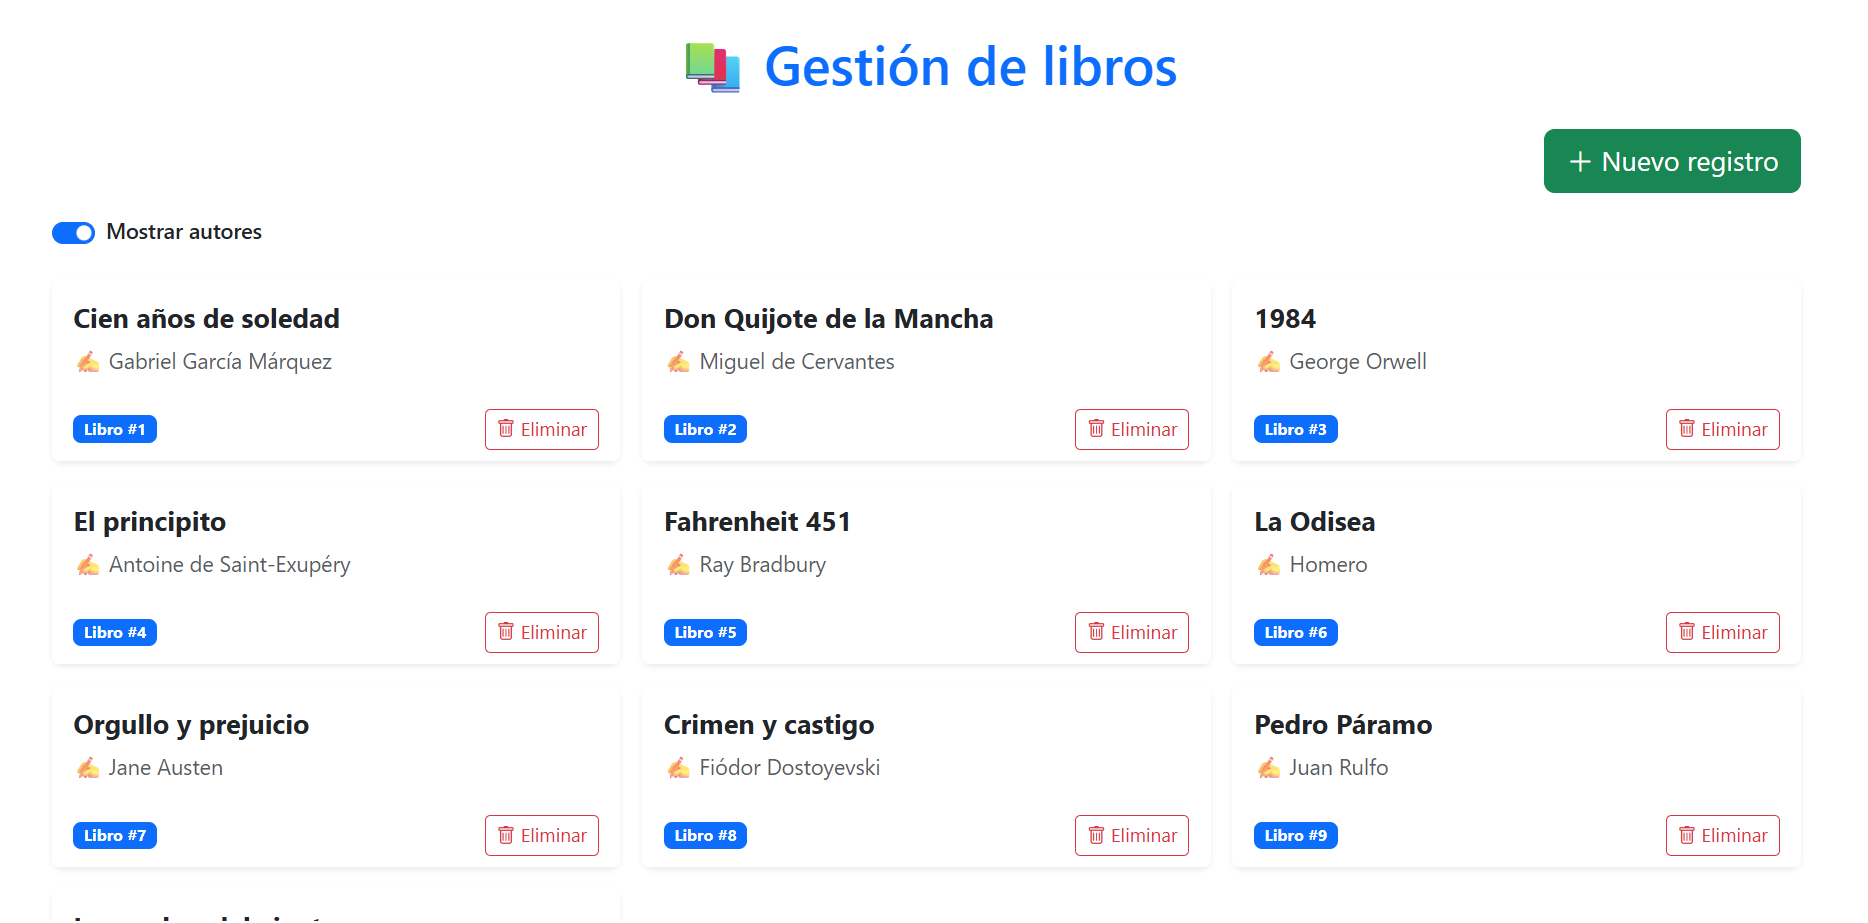 Gestión de libros
+ Nuevo registro
Mostrar autores
Cien años de soledad
Gabriel García Márquez
Libro #1
Eliminar
Don Quijote de la Mancha
Miguel de Cervantes
Libro #2
Eliminar
1984
George Orwell
Libro #3
Eliminar
El principito
Antoine de Saint-Exupéry
Libro #4
Eliminar
Fahrenheit 451
Ray Bradbury
Libro #5
Eliminar
La Odisea
Homero
Libro #6
Eliminar
Orgullo y prejuicio
Jane Austen
Libro #7
Eliminar
Crimen y castigo
Fiódor Dostoyevski
Libro #8
Eliminar
Pedro Páramo
Juan Rulfo
Libro #9
Eliminar